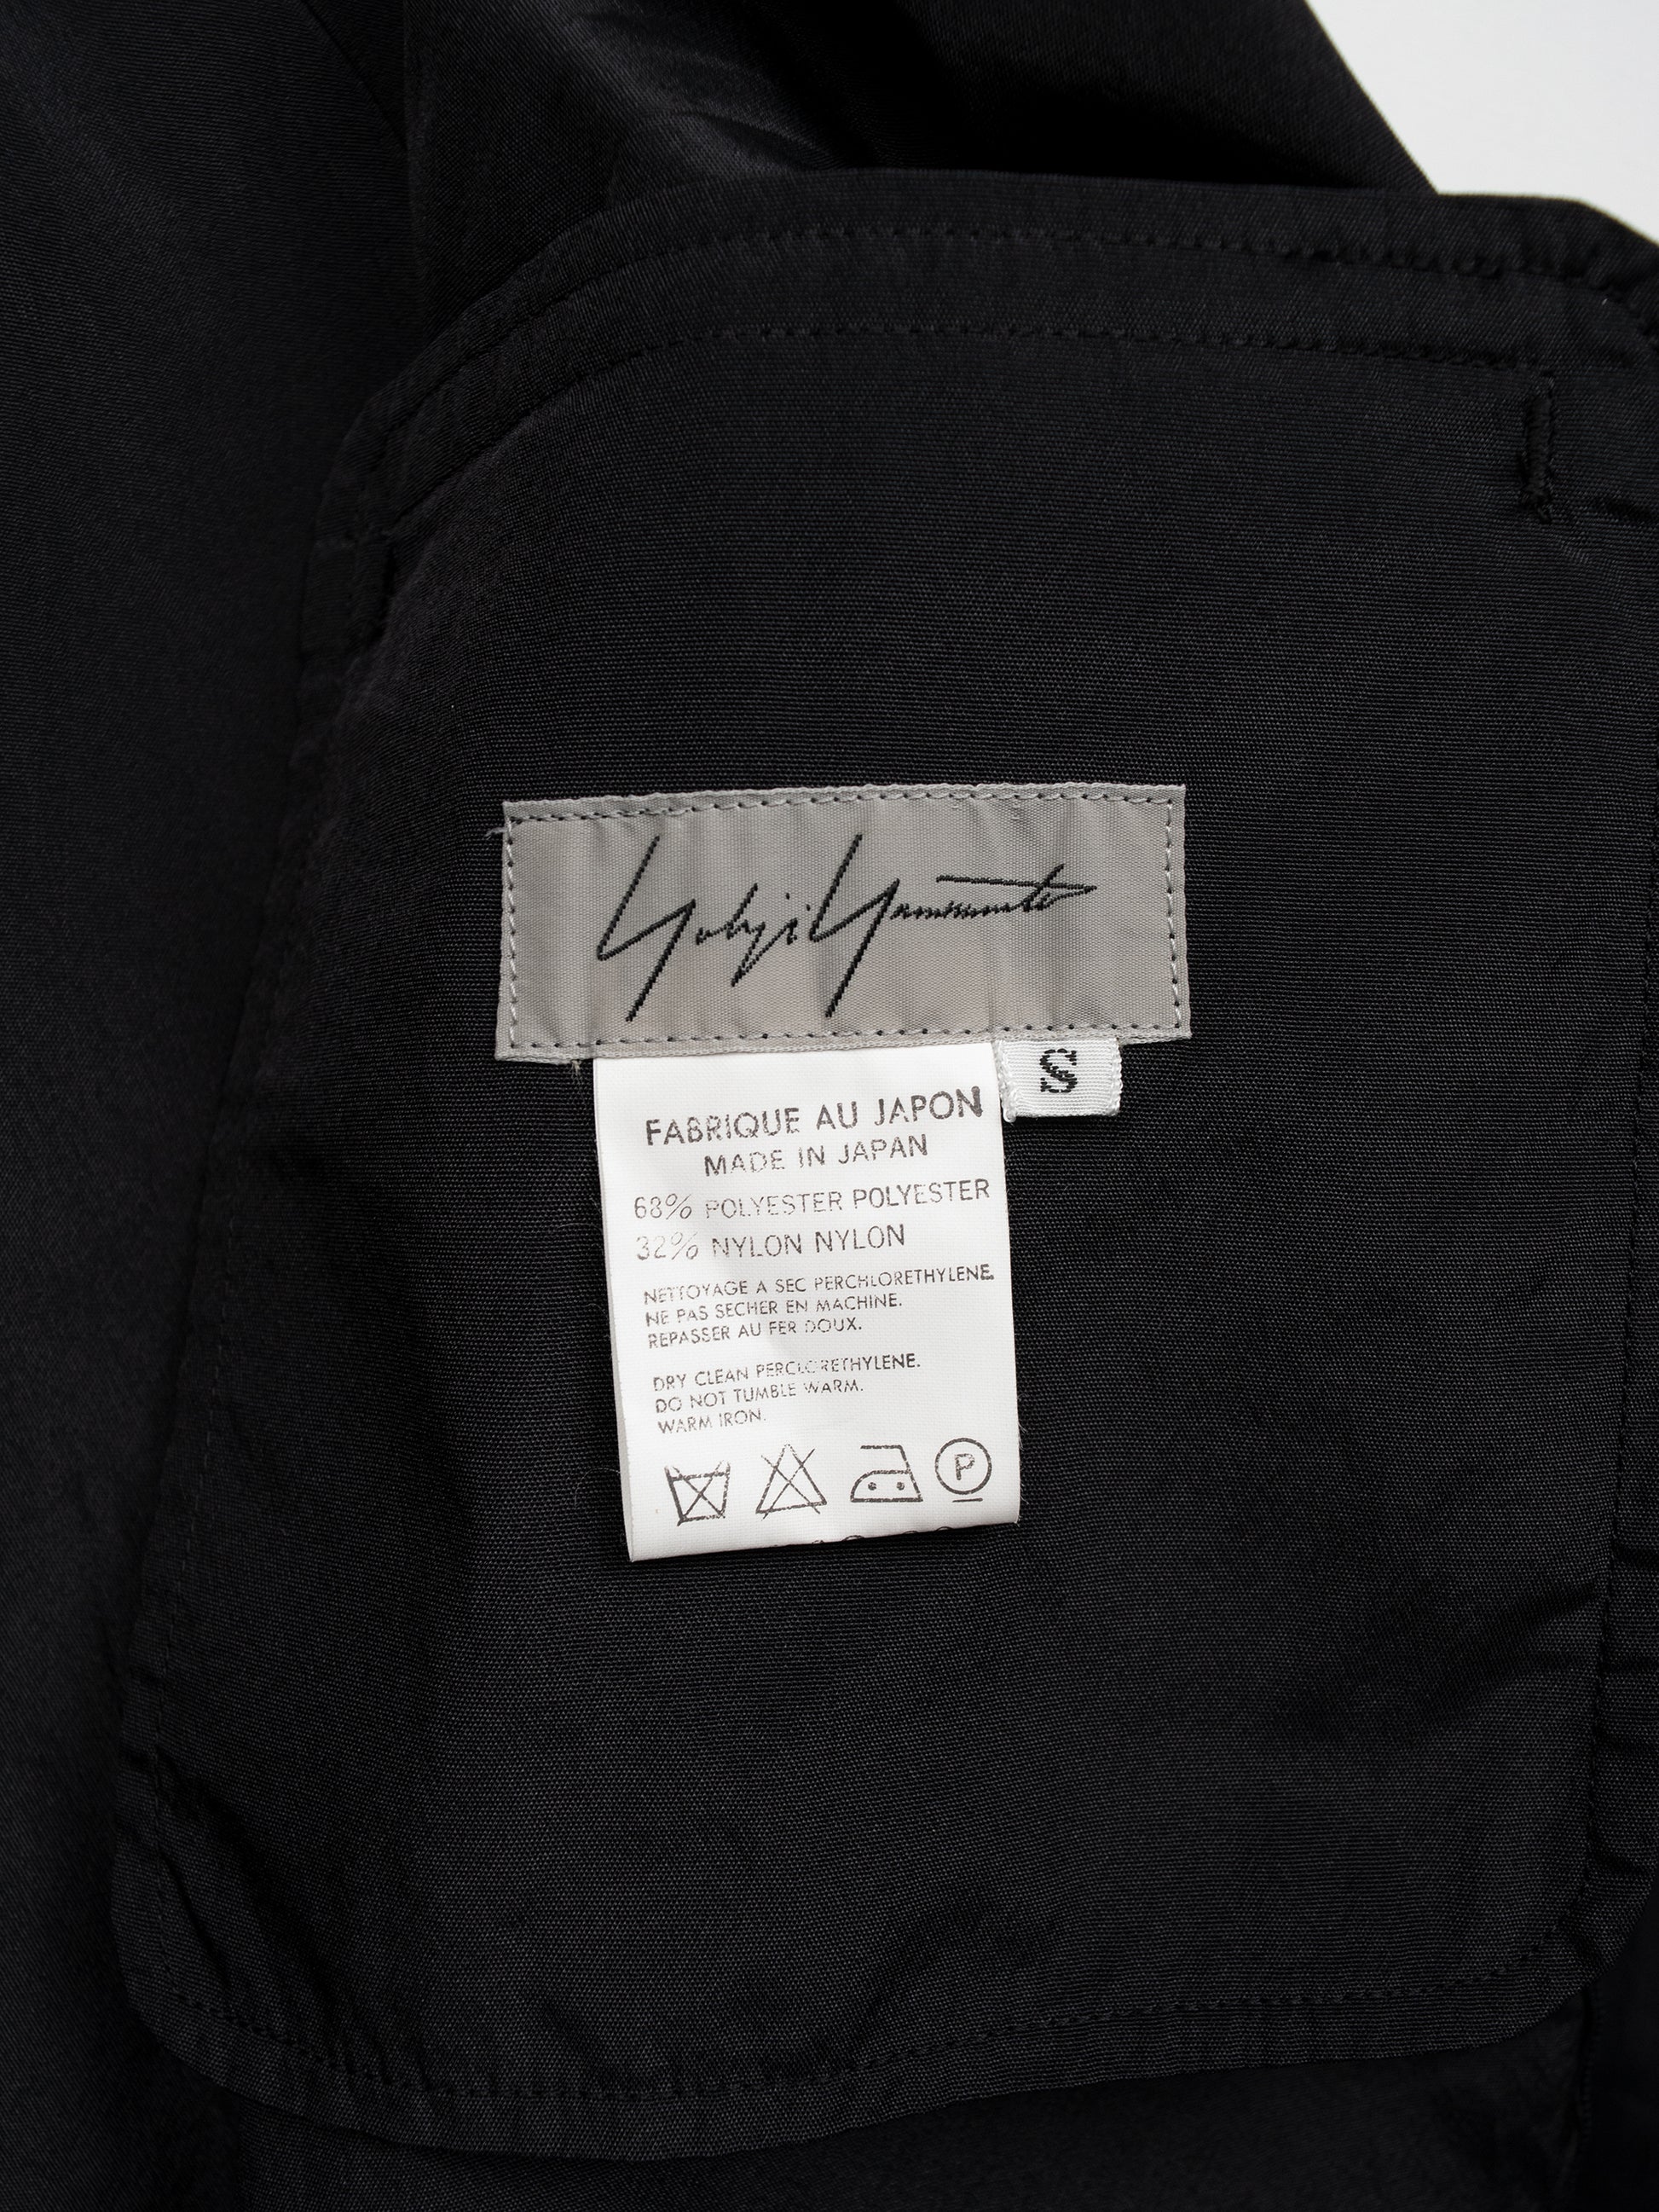 Yohji Yamamoto
S
FABRIQUE AU JAPON
MADE IN JAPAN
68% POLYESTER POLYESTER
32% NYLON NYLON
NETTOYAGE A SEC PERCHLORETHYLENE.
NE PAS SECHER EN MACHINE.
REPASSER AU FER DOUX.
DRY CLEAN PERCLORETHYLENE.
DO NOT TUMBLE WARM.
WARM IRON.
P